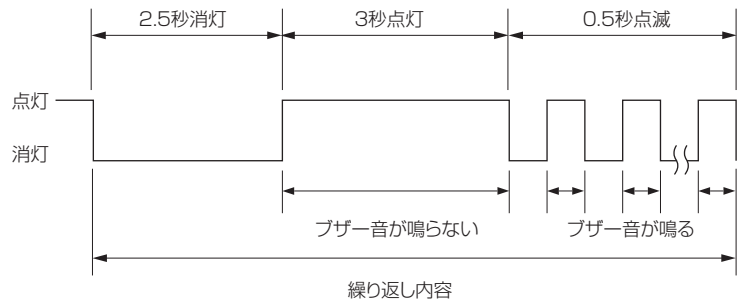 2.5秒消灯
3秒点灯
0.5秒点滅
点灯
消灯
ブザー音が鳴らない
ブザー音が鳴る
繰り返し内容